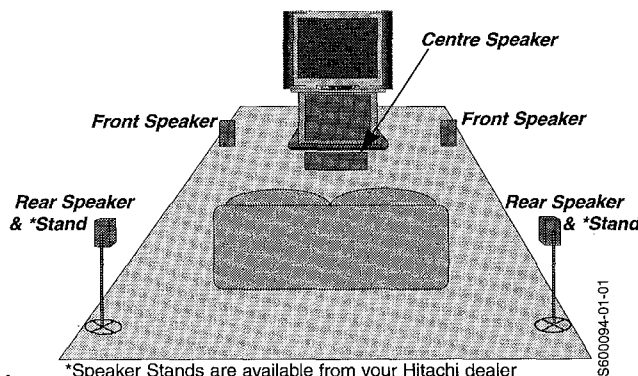 Centre Speaker
Front Speaker
Front Speaker
Rear Speaker
& *Stand
Rear Speaker
& *Stand
*Speaker Stands are available from your Hitachi dealer
S600094-01-01